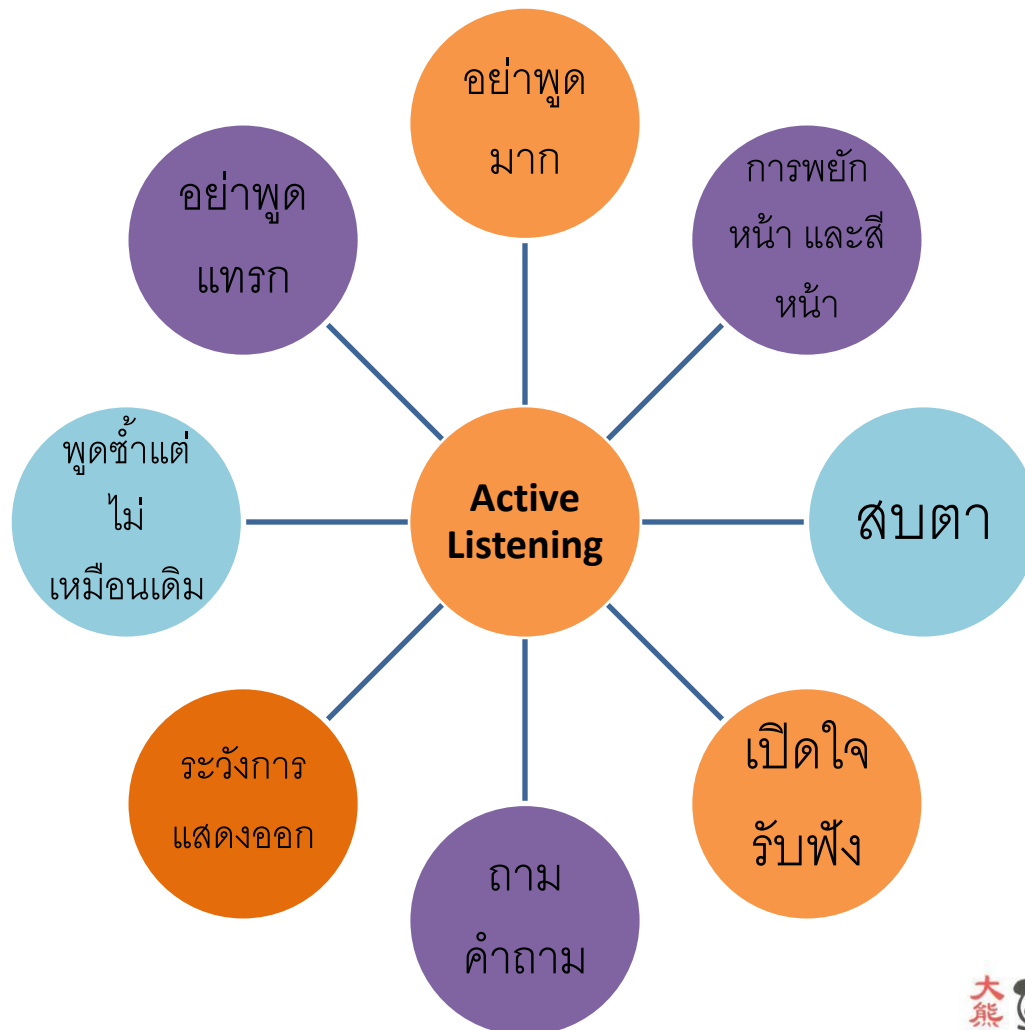 อย่าพูด
มาก
การพยัก
หน้า และสี
หน้า
สบตา
เปิดใจ
รับฟัง
ถาม
คำถาม
ระวังการ
แสดงออก
พูดซ้ำแต่
ไม่
เหมือนเดิม
อย่าพูด
แทรก
Active
Listening
大
熊